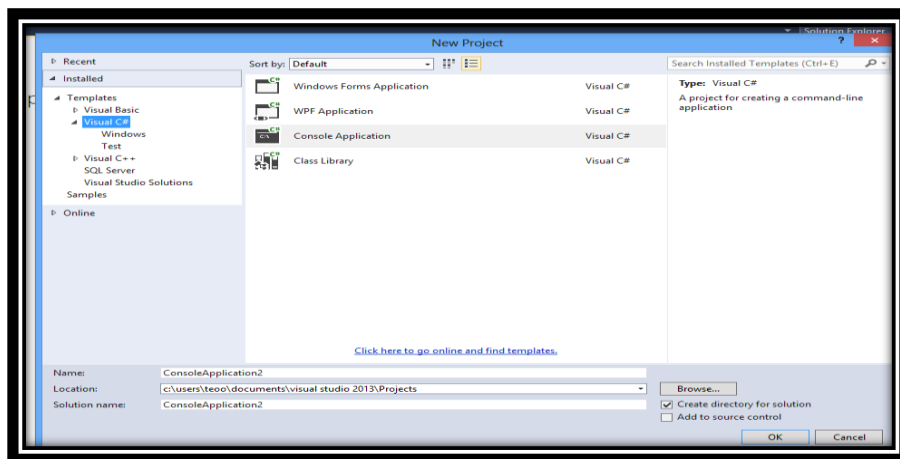 Solution Explorer
New Project
? ×
Recent
Sort by: Default
Search Installed Templates (Ctrl+E)
Installed
Templates
Visual Basic
Visual C#
Windows
Test
Visual C++
SQL Server
Visual Studio Solutions
Samples
Online
C# Windows Forms Application Visual C#
C# WPF Application Visual C#
C# Console Application Visual C#
C# Class Library Visual C#
Type: Visual C#
A project for creating a command-line
application
Click here to go online and find templates.
Name: ConsoleApplication2
Location: c:\users\teoo\documents\visual studio 2013\Projects
Browse...
Solution name: ConsoleApplication2
Create directory for solution
Add to source control
OK Cancel